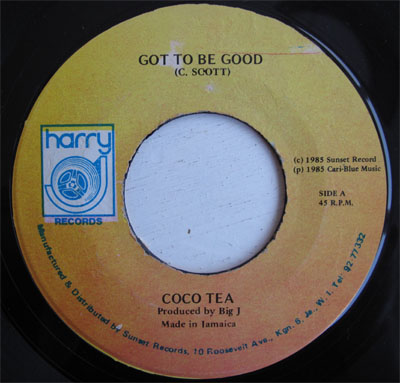 GOT TO BE GOOD
(C. SCOTT)
harry
RECORDS
(c) 1985 Sunset Record
(p) 1985 Cari-Blue Music
SIDE A
45 R.P.M.
COCO TEA
Produced by Big J
Made in Jamaica
Manufactured & Distributed by Sunset Records, 10 Roosevelt Ave., Kgn. 6, Ja., W. I. Tel: 92-77332